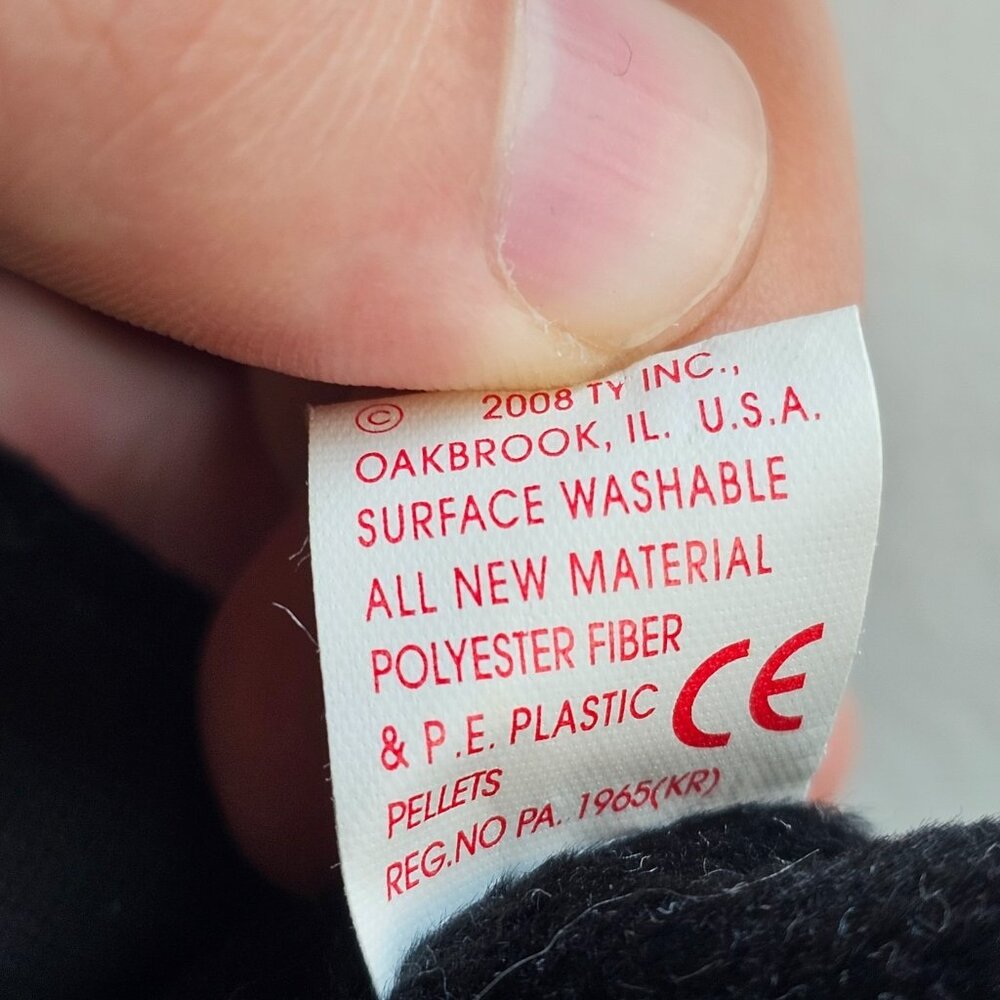 © 2008 TY INC.,
OAKBROOK, IL. U.S.A.
SURFACE WASHABLE
ALL NEW MATERIAL
POLYESTER FIBER
& P.E. PLASTIC CE
PELLETS
REG.NO PA. 1965(KR)